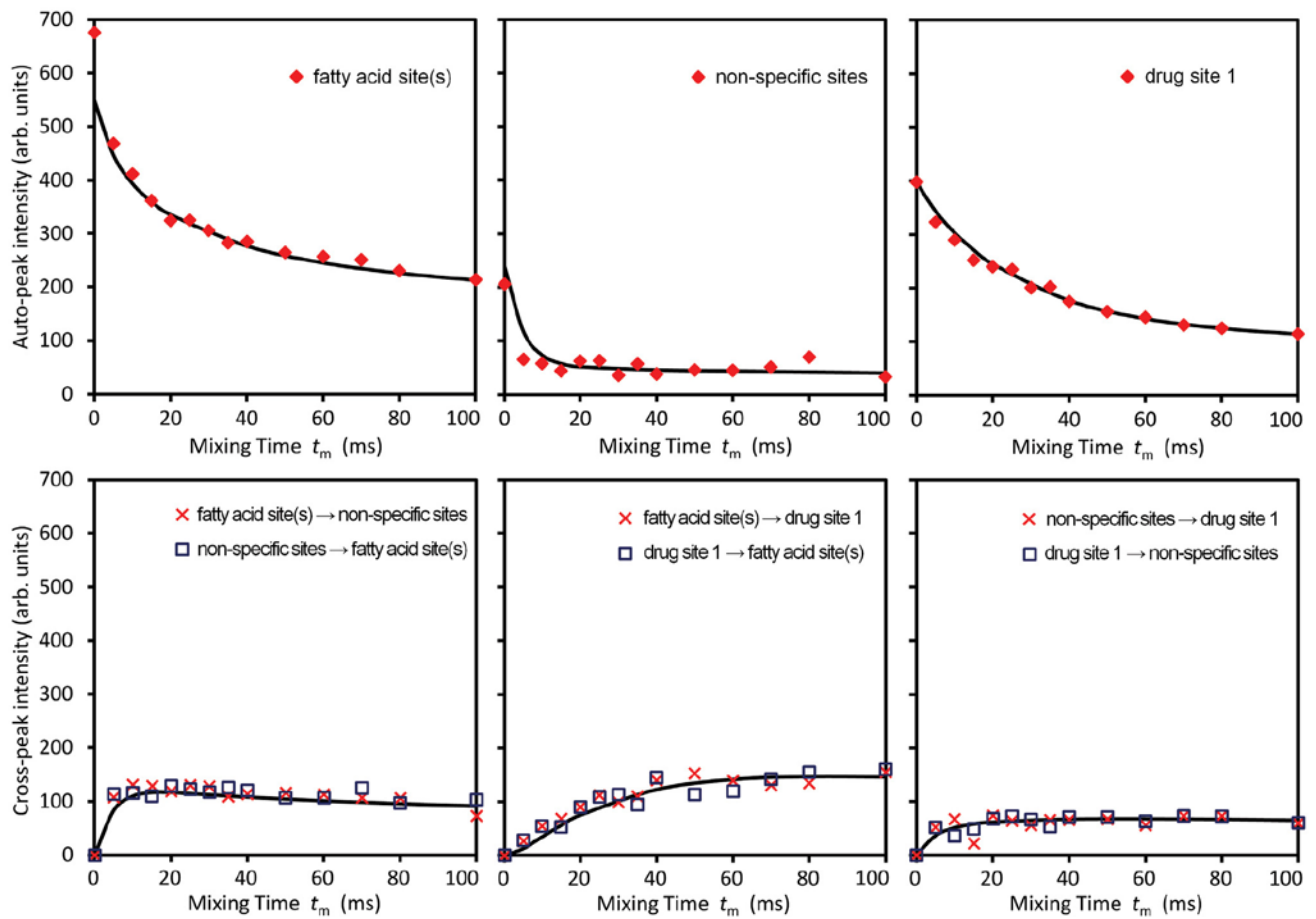 Auto-peak intensity (arb. units)
700
600
500
400
300
200
100
0
fatty acid site(s)
0 20 40 60 80 100
Mixing Time tm (ms)
non-specific sites
0 20 40 60 80 100
Mixing Time tm (ms)
drug site 1
0 20 40 60 80 100
Mixing Time tm (ms)
Cross-peak intensity (arb. units)
700
600
500
400
300
200
100
0
fatty acid site(s) → non-specific sites
non-specific sites → fatty acid site(s)
0 20 40 60 80 100
Mixing Time tm (ms)
fatty acid site(s) → drug site 1
drug site 1 → fatty acid site(s)
0 20 40 60 80 100
Mixing Time tm (ms)
non-specific sites → drug site 1
drug site 1 → non-specific sites
0 20 40 60 80 100
Mixing Time tm (ms)